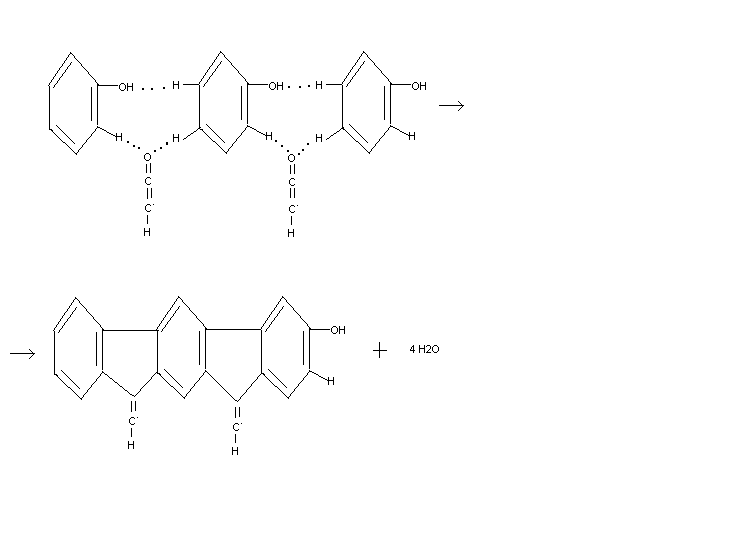 OH H OH H OH
H H H H H
O O
C C
C· C·
H H
OH
4 H2O
H
C· C·
H H